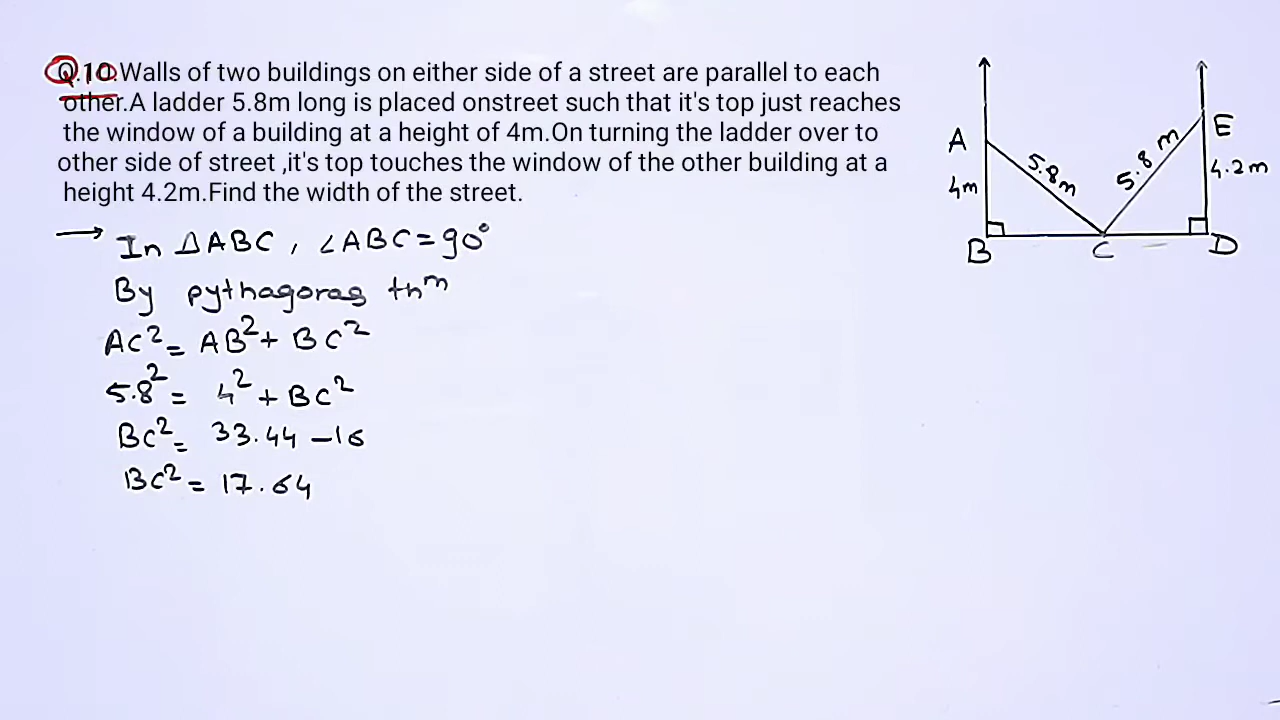 Q.10.Walls of two buildings on either side of a street are parallel to each
other.A ladder 5.8m long is placed onstreet such that it's top just reaches
the window of a building at a height of 4m.On turning the ladder over to
other side of street ,it's top touches the window of the other building at a
height 4.2m.Find the width of the street.
→ In △ABC, ∠ABC=90°
By pythagoras thm
AC²= AB²+ BC²
5.8² = 4² + BC²
BC² = 33.44 -16
BC² = 17.64
A
E
5.8m
5.8 m
4m
4.2m
B
C
D